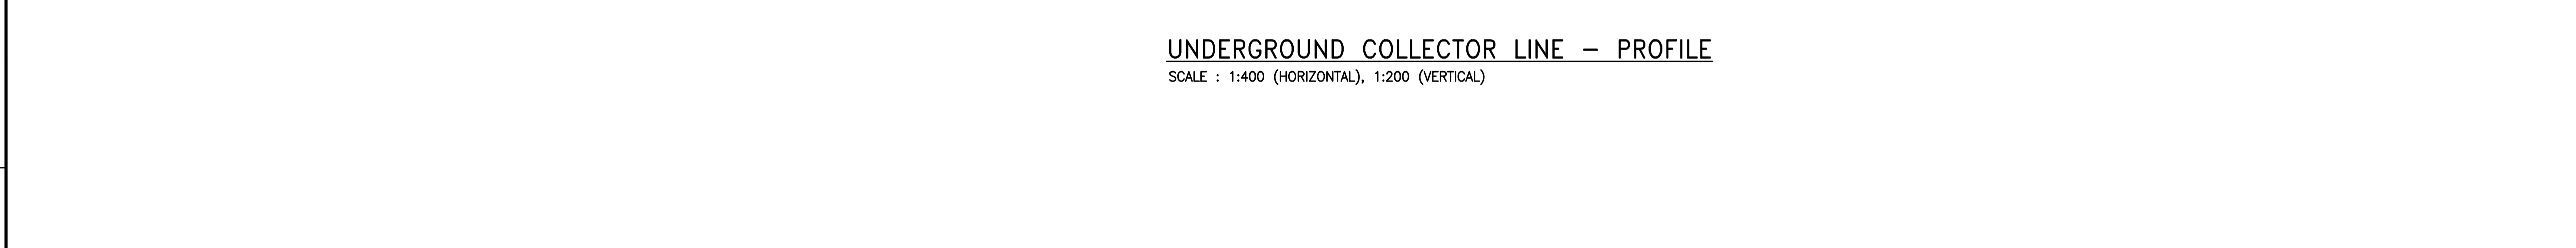 UNDERGROUND COLLECTOR LINE - PROFILE
SCALE : 1:400 (HORIZONTAL), 1:200 (VERTICAL)